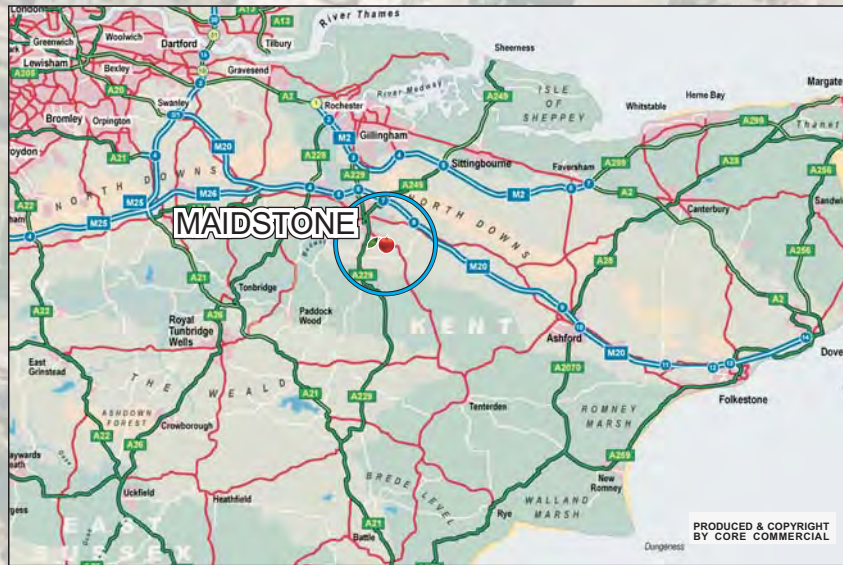 London
A13
A13
River Thames
Greenwich
Woolwich
Dartford
Tilbury
Sheerness
Lewisham
Bexley
Gravesend
A205
A20
A2
River Medway
A249
ISLE
OF
SHEPPEY
Margate
Herne Bay
Whitstable
Swanley
Rochester
Bromley
Orpington
Gillingham
A299
Thanet
Croydon
A21
M20
A228
M2
A28
Sittingbourne
Faversham
A299
A256
A229
A249
NORTH DOWNS
M26
M25
M2
A2
Canterbury
Sandwi
A22
M25
MAIDSTONE
NORTH DOWNS
A256
M20
A28
A21
A229
Tonbridge
A22
A26
Paddock
Wood
KENT
A2
Royal
Tunbridge
Wells
Ashford
M20
Dove
East
Grinstead
Folkestone
THE WEALD
A21
A229
A2070
Tenterden
ROMNEY
MARSH
ASHDOWN
FOREST
Crowborough
A22
A26
A259
BREDE LEVEL
New
Romney
Uckfield
Heathfield
WALLAND
MARSH
Rye
A21
Battle
EAST
SUSSEX
Dungeness
PRODUCED & COPYRIGHT
BY CORE COMMERCIAL